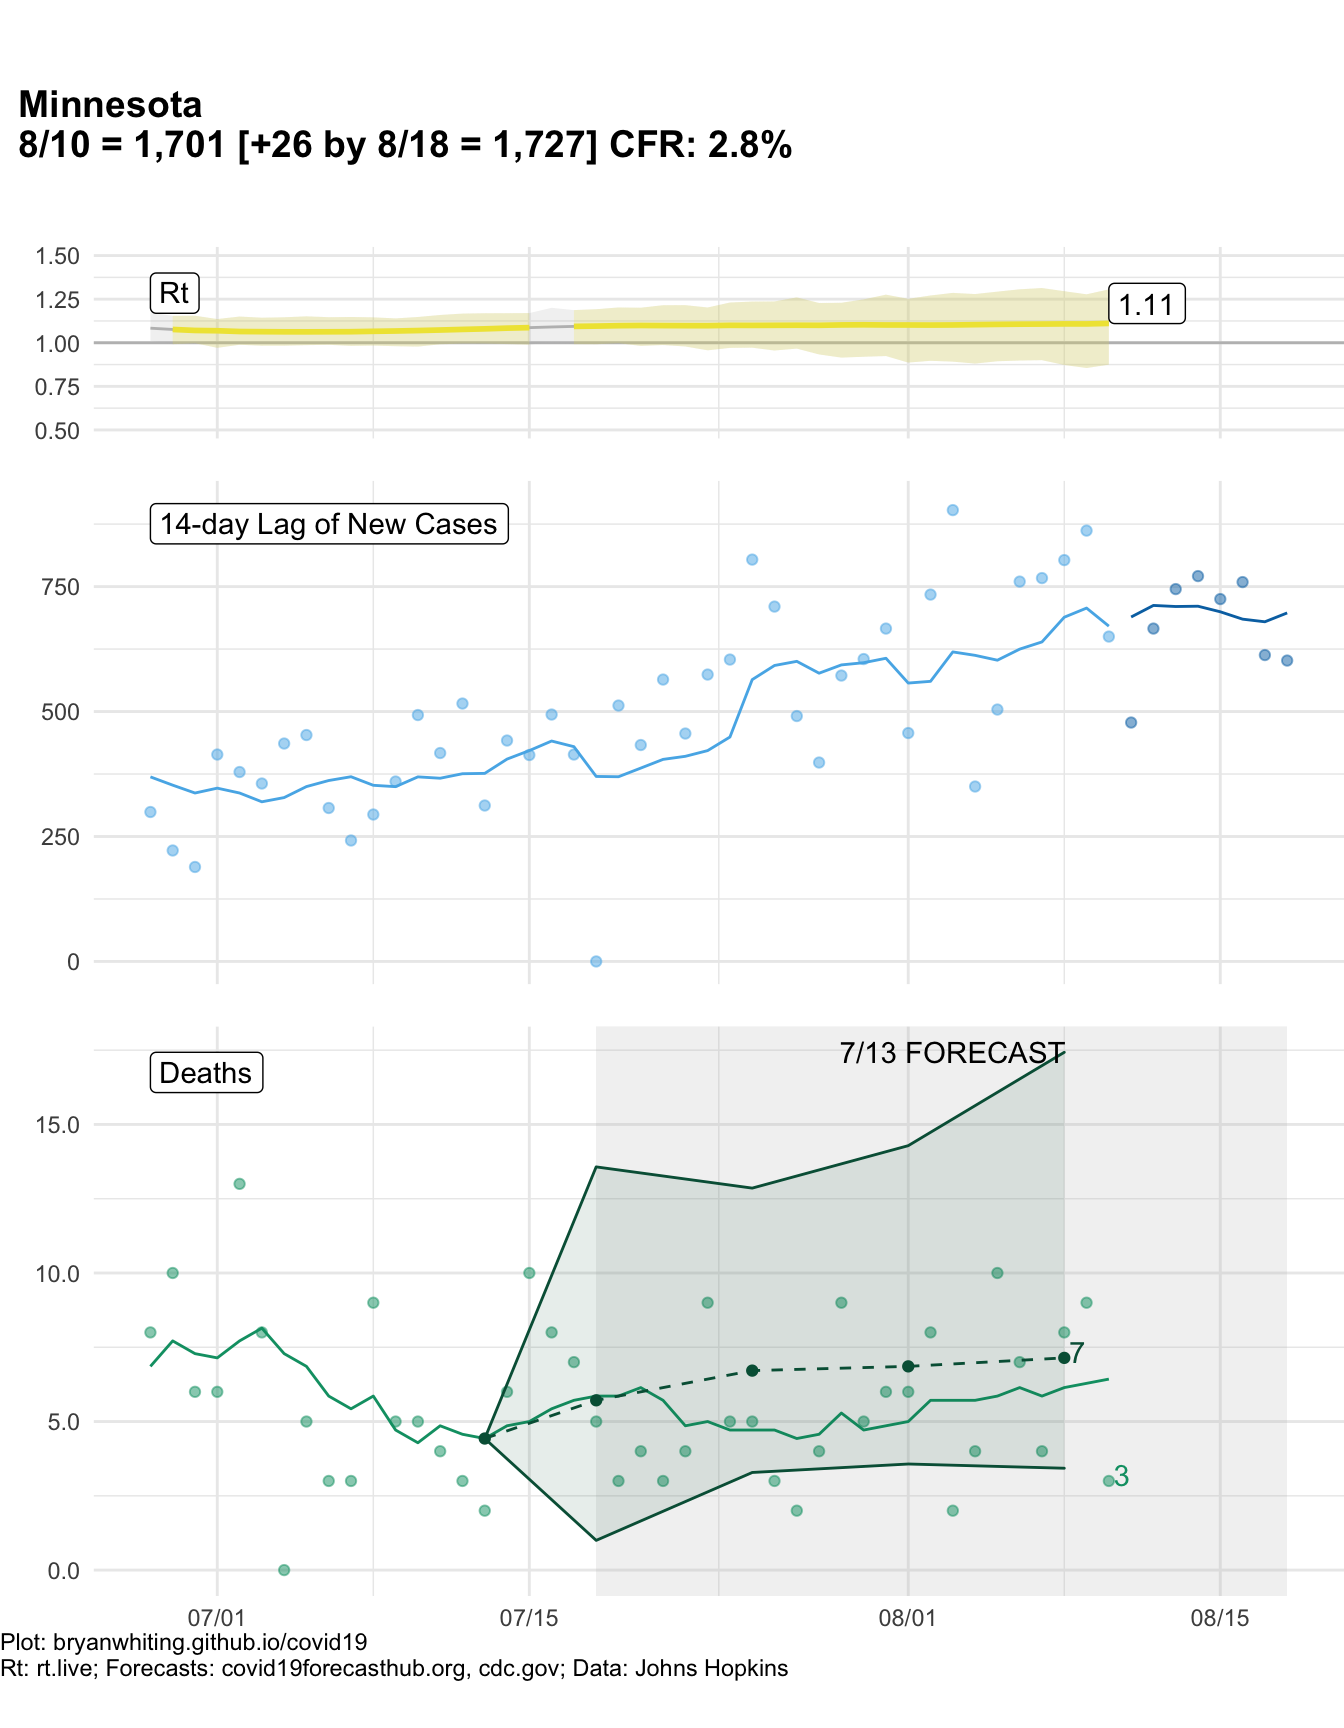 Minnesota
8/10 = 1,701 [+26 by 8/18 = 1,727] CFR: 2.8%
1.50
1.25
1.00
0.75
0.50
Rt
1.11
14-day Lag of New Cases
750
500
250
0
Deaths
7/13 FORECAST
15.0
10.0
5.0
0.0
7
3
07/01 07/15 08/01 08/15
Plot: bryanwhiting.github.io/covid19
Rt: rt.live; Forecasts: covid19forecasthub.org, cdc.gov; Data: Johns Hopkins